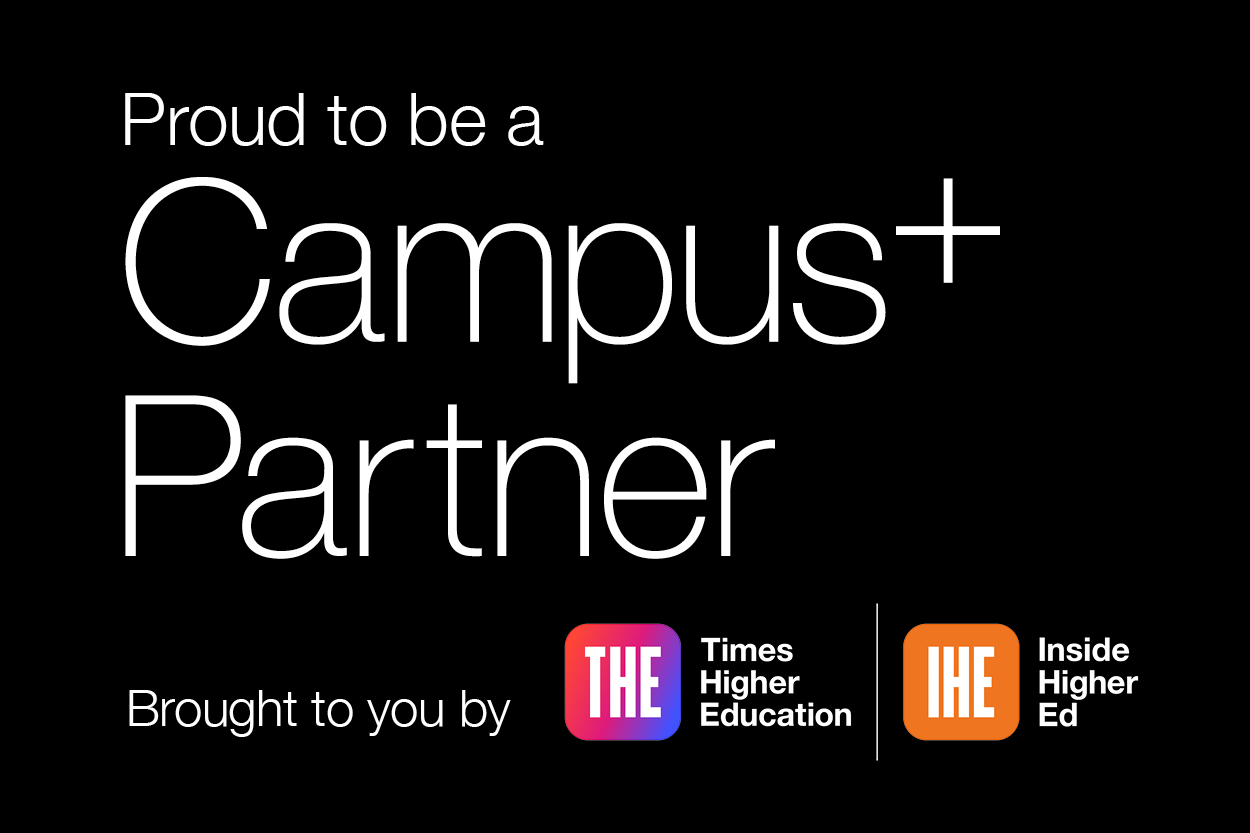 Proud to be a
Campus+
Partner
Brought to you by
THE
Times
Higher
Education
IHE
Inside
Higher
Ed